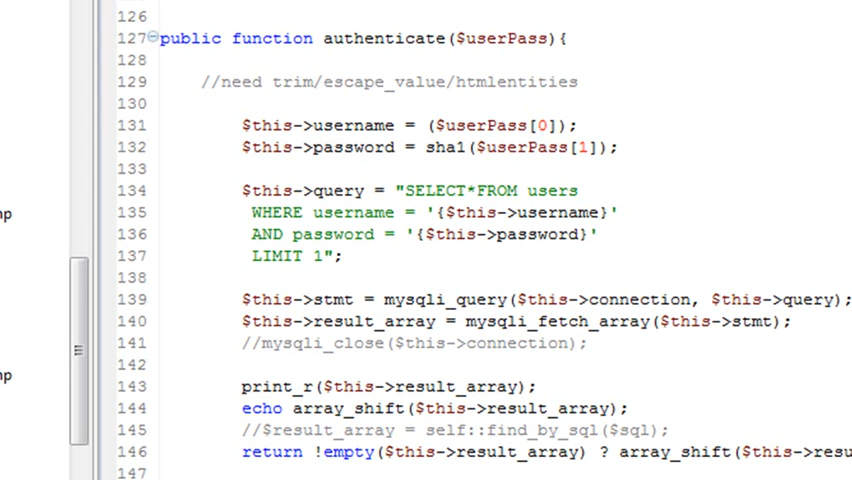 126
127 public function authenticate($userPass){
128
129 //need trim/escape_value/htmlentities
130
131 $this->username = ($userPass[0]);
132 $this->password = sha1($userPass[1]);
133
134 $this->query = "SELECT*FROM users
135 WHERE username = '{$this->username}'
136 AND password = '{$this->password}'
137 LIMIT 1";
138
139 $this->stmt = mysqli_query($this->connection, $this->query);
140 $this->result_array = mysqli_fetch_array($this->stmt);
141 //mysqli_close($this->connection);
142
143 print_r($this->result_array);
144 echo array_shift($this->result_array);
145 //$result_array = self::find_by_sql($sql);
146 return !empty($this->result_array) ? array_shift($this->resu
147